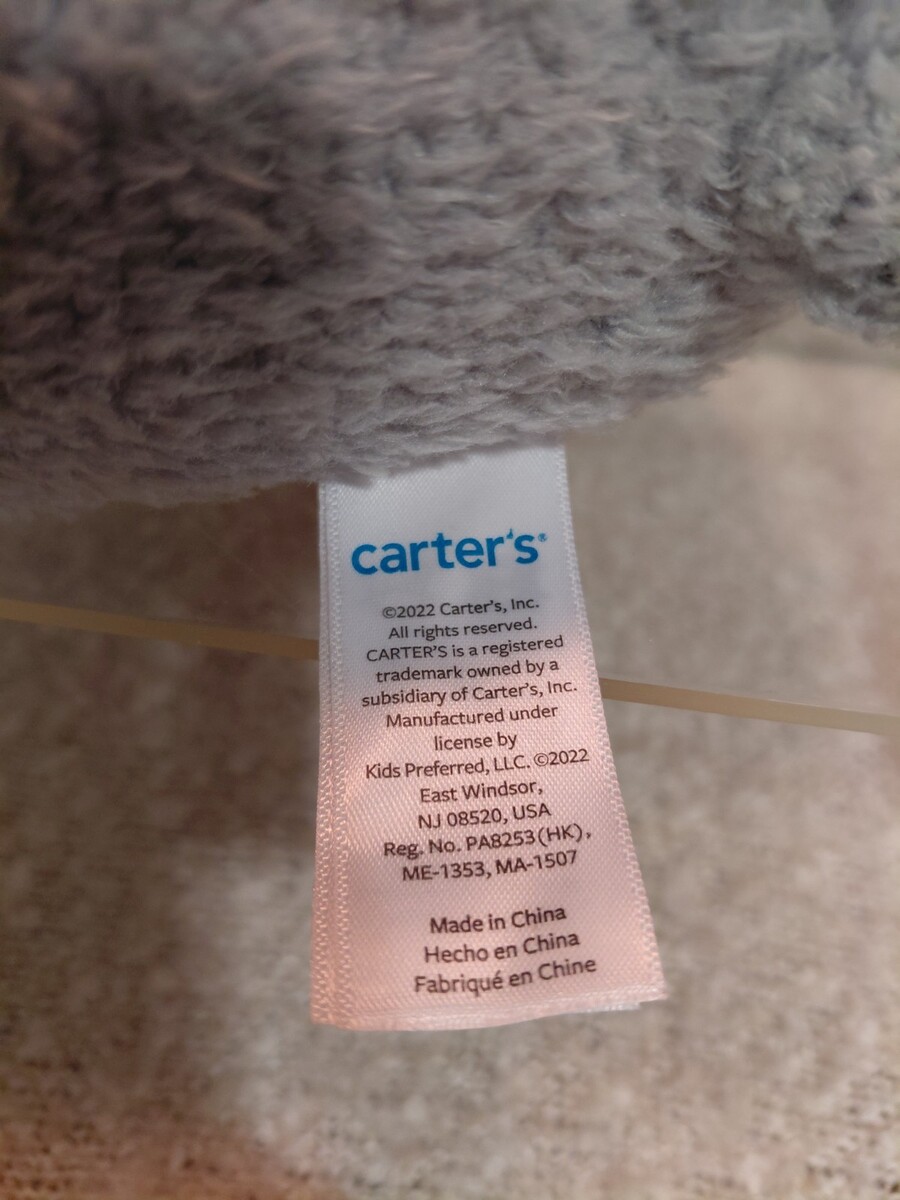 carter's®
©2022 Carter's, Inc.
All rights reserved.
CARTER'S is a registered
trademark owned by a
subsidiary of Carter's, Inc.
Manufactured under
license by
Kids Preferred, LLC. ©2022
East Windsor,
NJ 08520, USA
Reg. No. PA8253(HK),
ME-1353, MA-1507
Made in China
Hecho en China
Fabriqué en Chine